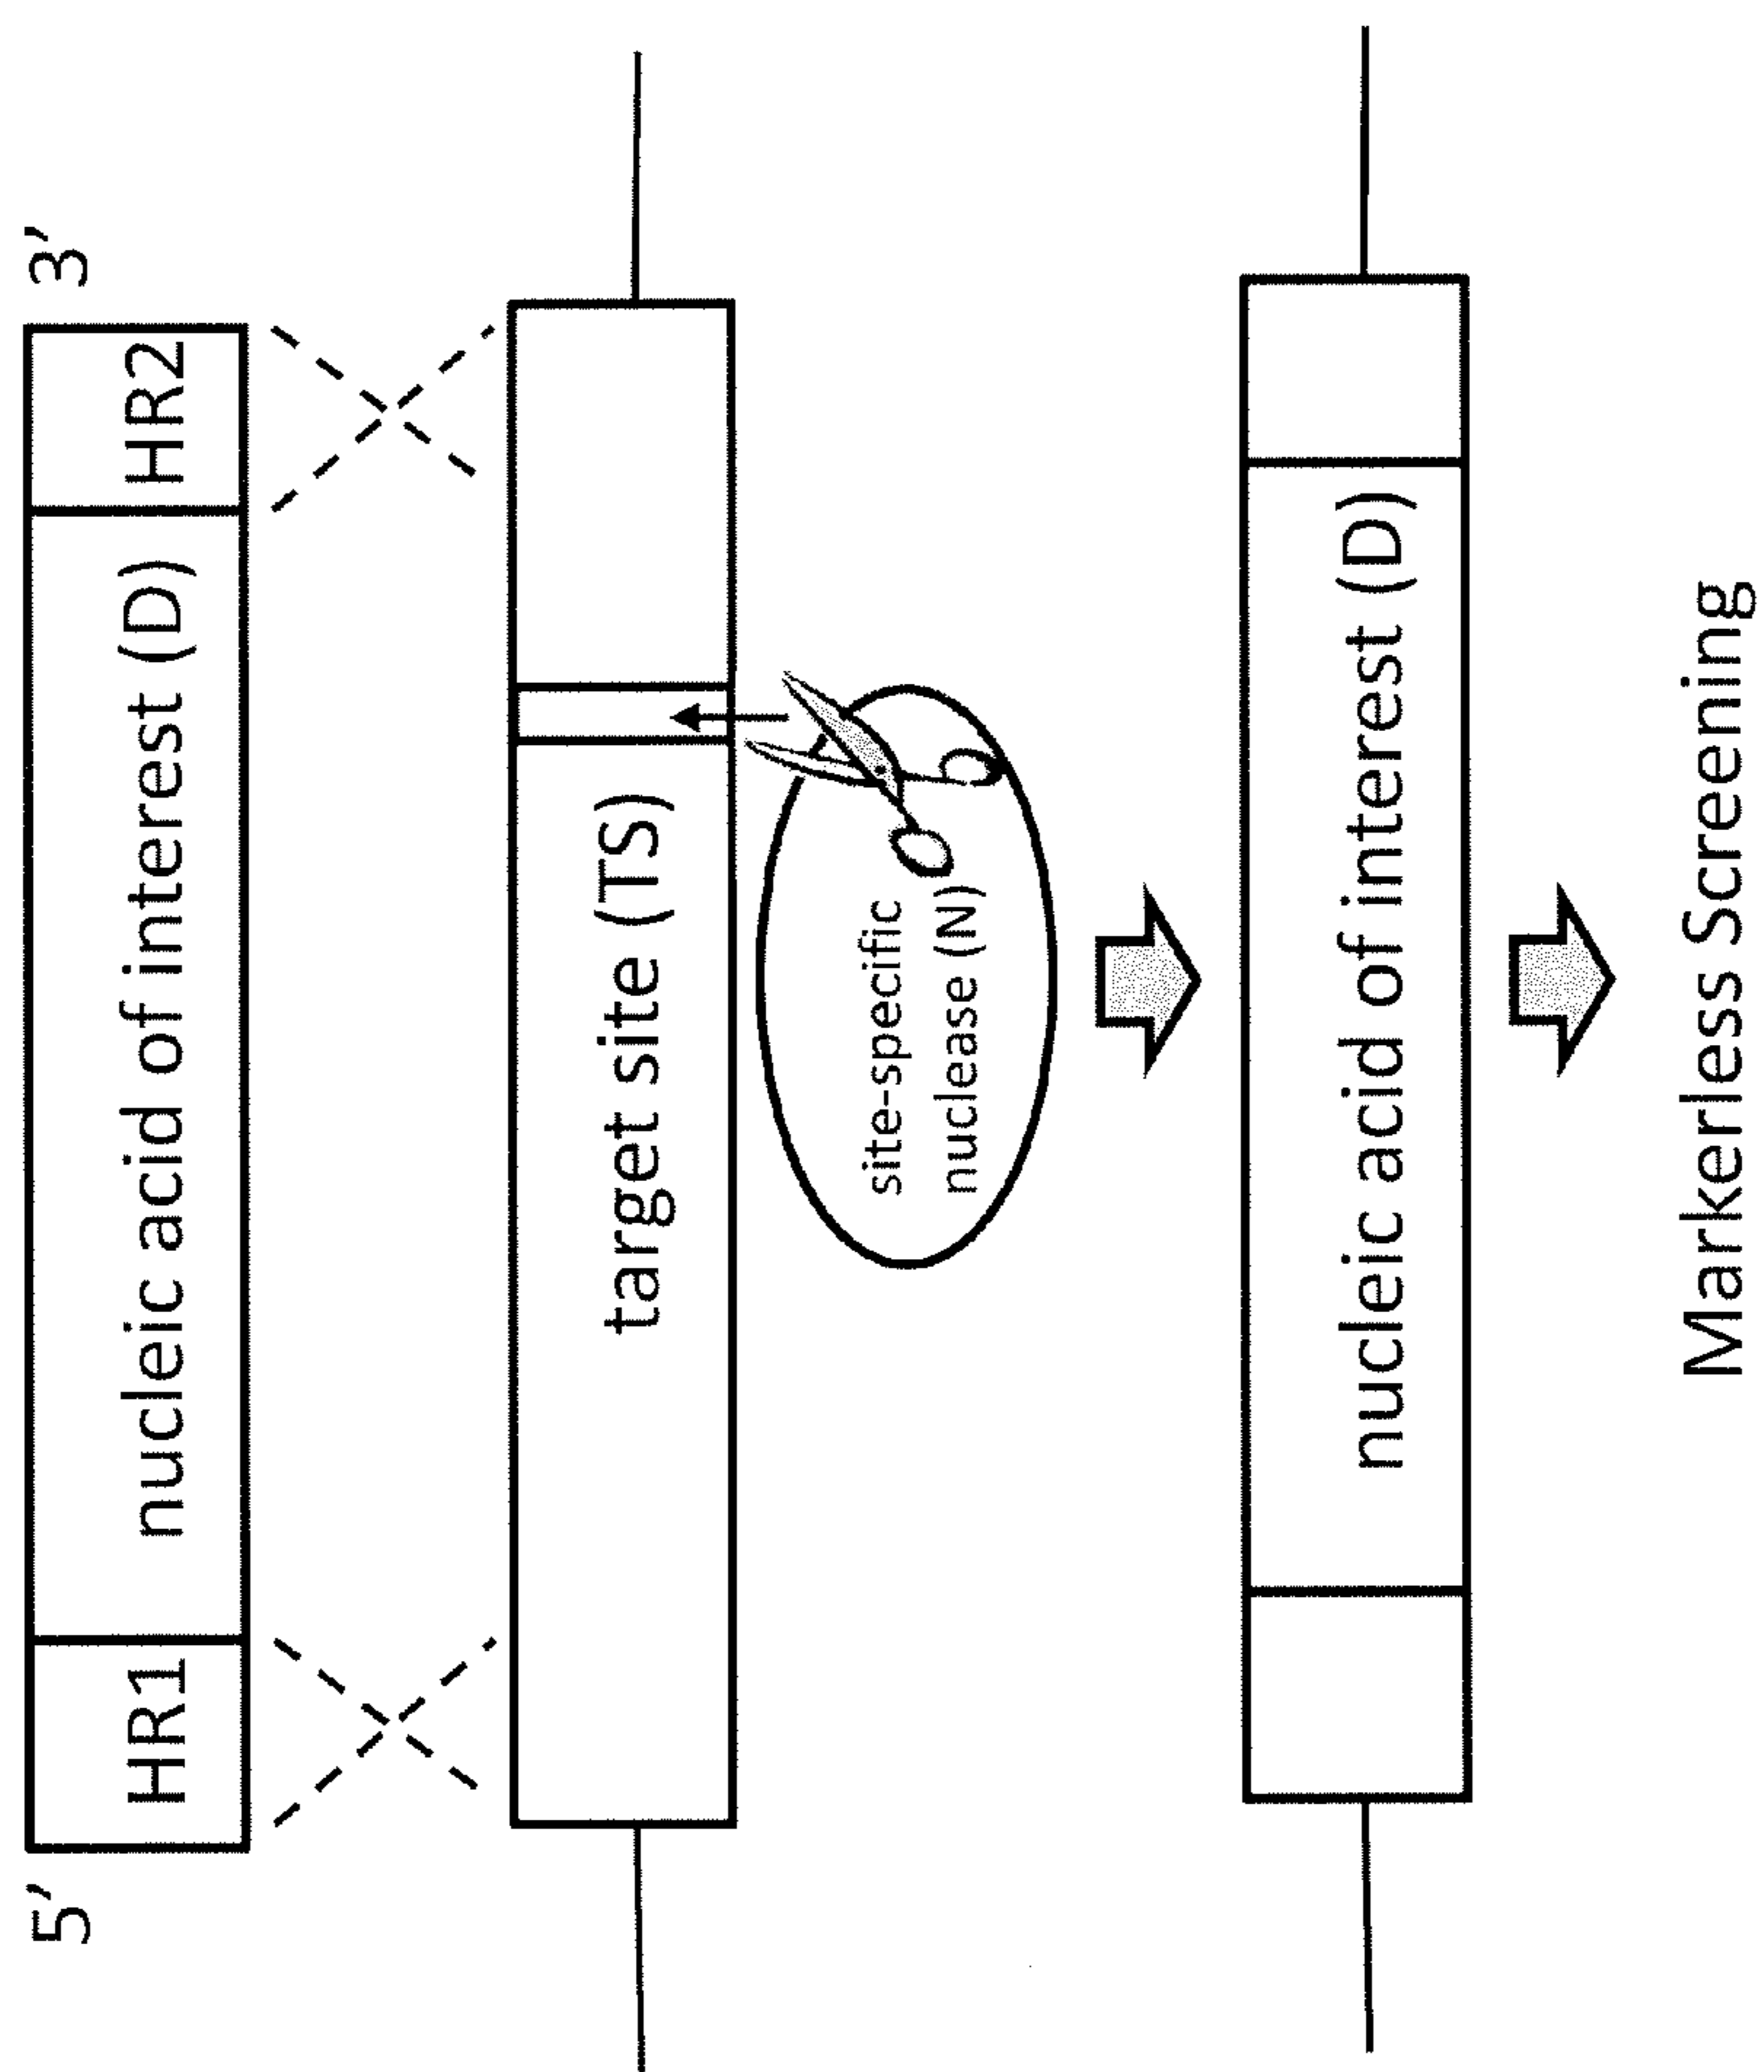 5′ 3′
HR1 nucleic acid of interest (D) HR2
target site (TS)
site-specific
nuclease (N)
nucleic acid of interest (D)
Markerless Screening